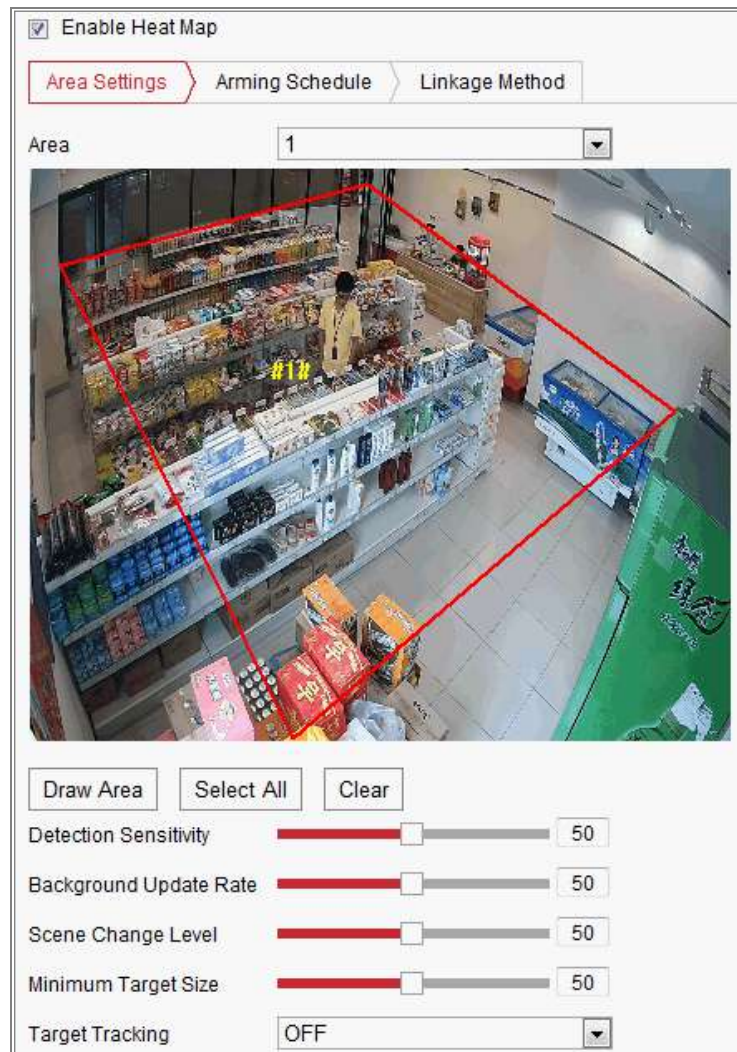 Enable Heat Map
Area Settings
Arming Schedule
Linkage Method
Area
1
#1#
Draw Area
Select All
Clear
Detection Sensitivity
50
Background Update Rate
50
Scene Change Level
50
Minimum Target Size
50
Target Tracking
OFF